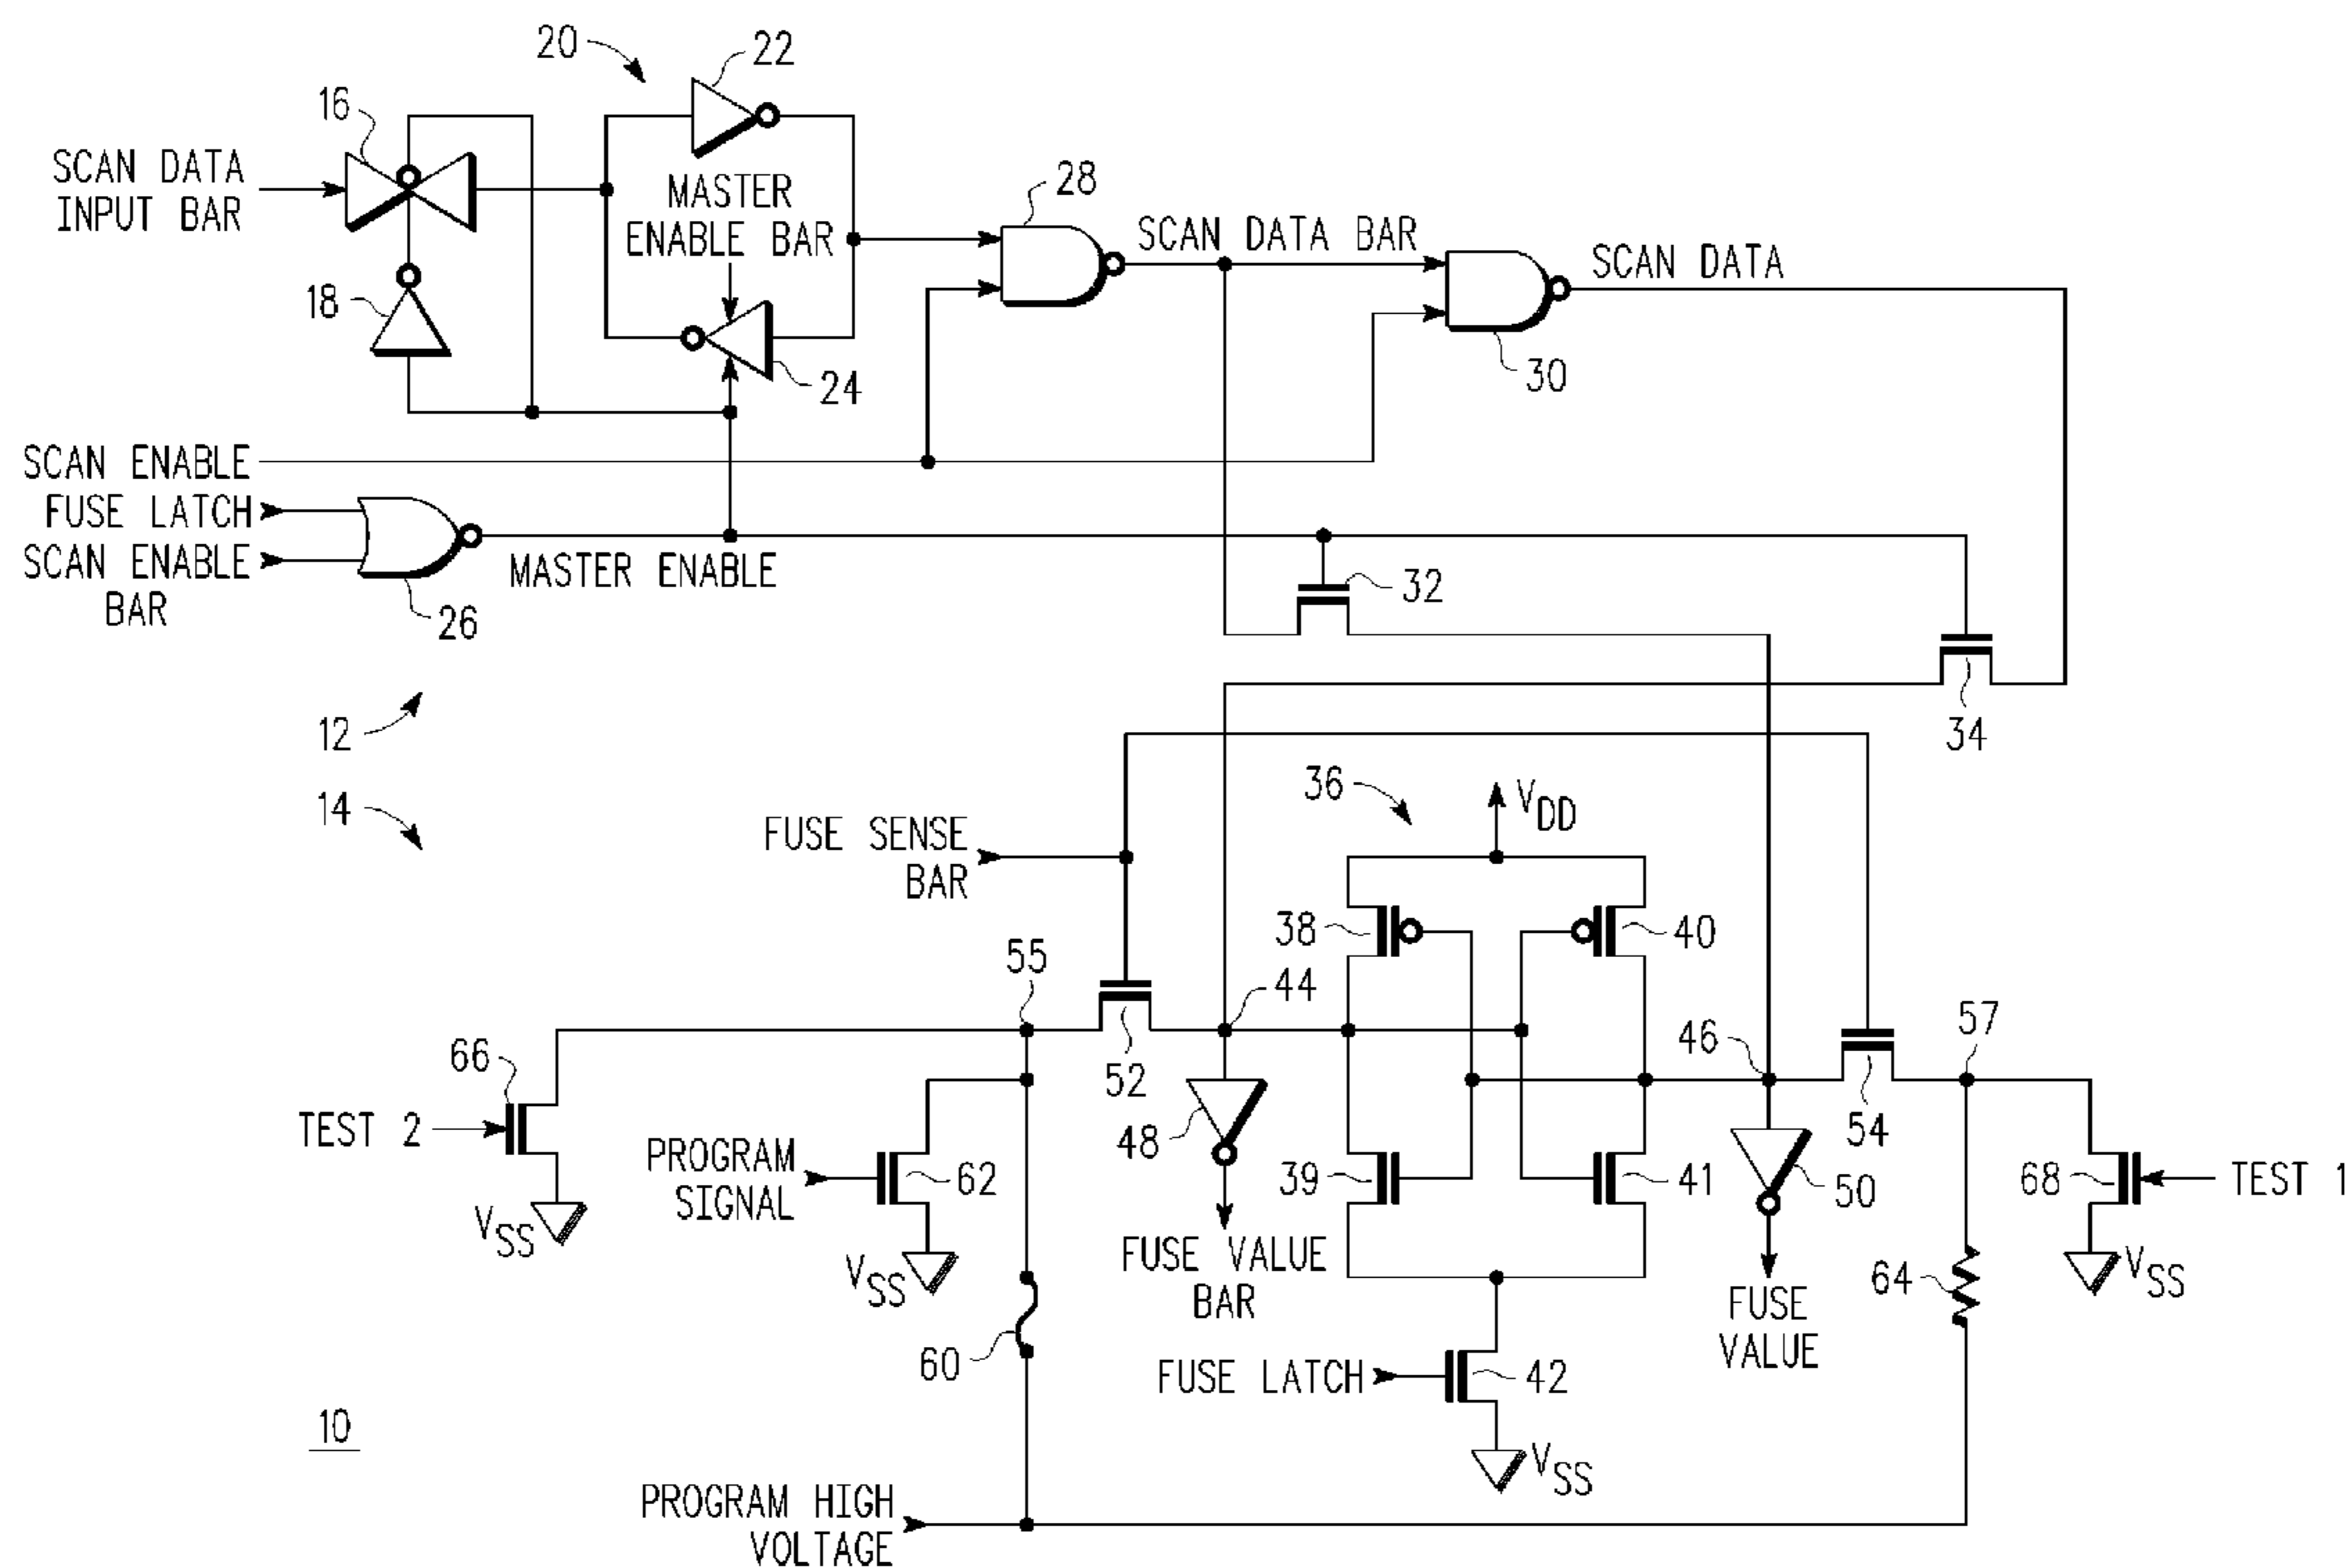 20
22
16
SCAN DATA
INPUT BAR
MASTER
ENABLE BAR
28
SCAN DATA BAR
SCAN DATA
18
24
30
SCAN ENABLE
FUSE LATCH
SCAN ENABLE
BAR
26
MASTER ENABLE
32
34
12
14
36
VDD
FUSE SENSE
BAR
38
40
55
44
52
46
57
54
66
TEST 2
PROGRAM
SIGNAL
62
48
39
41
50
68
TEST 1
VSS
VSS
FUSE VALUE
BAR
FUSE
VALUE
64
VSS
60
FUSE LATCH
42
VSS
10
PROGRAM HIGH
VOLTAGE